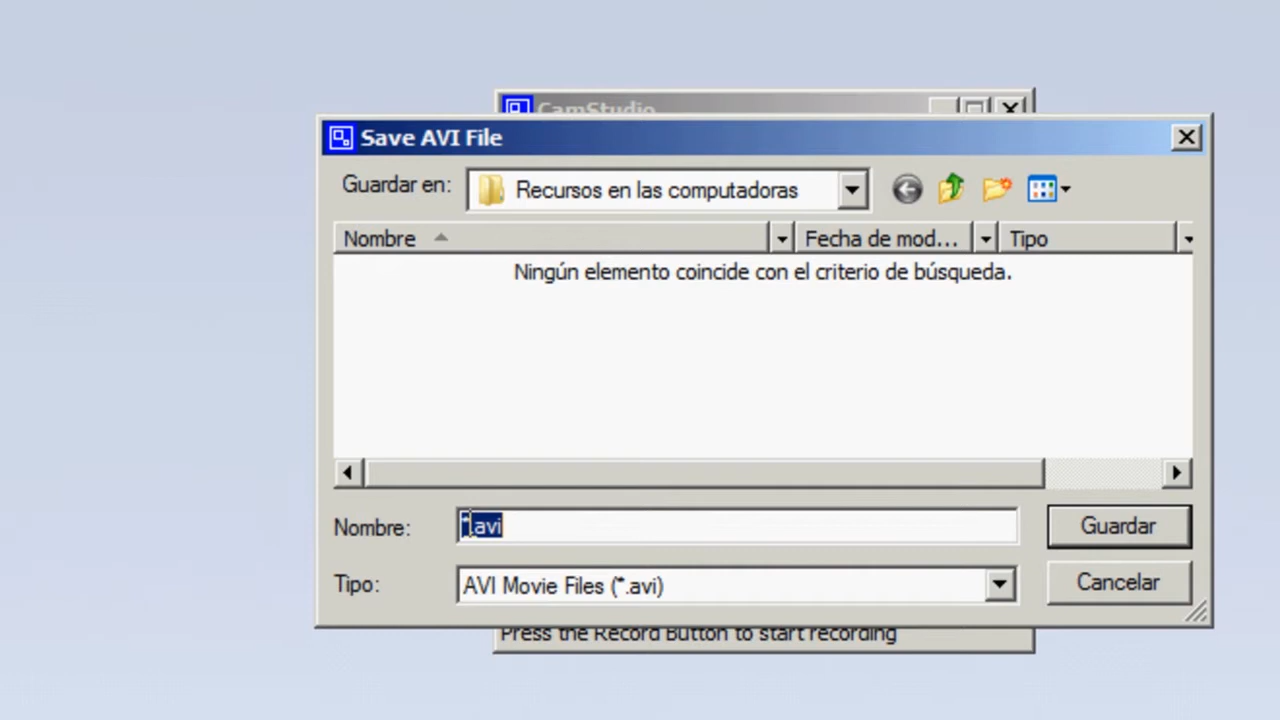 CamStudio
Save AVI File
Guardar en: Recursos en las computadoras
Nombre Fecha de mod... Tipo
Ningún elemento coincide con el criterio de búsqueda.
Nombre: *.avi Guardar
Tipo: AVI Movie Files (*.avi) Cancelar
Press the Record Button to start recording